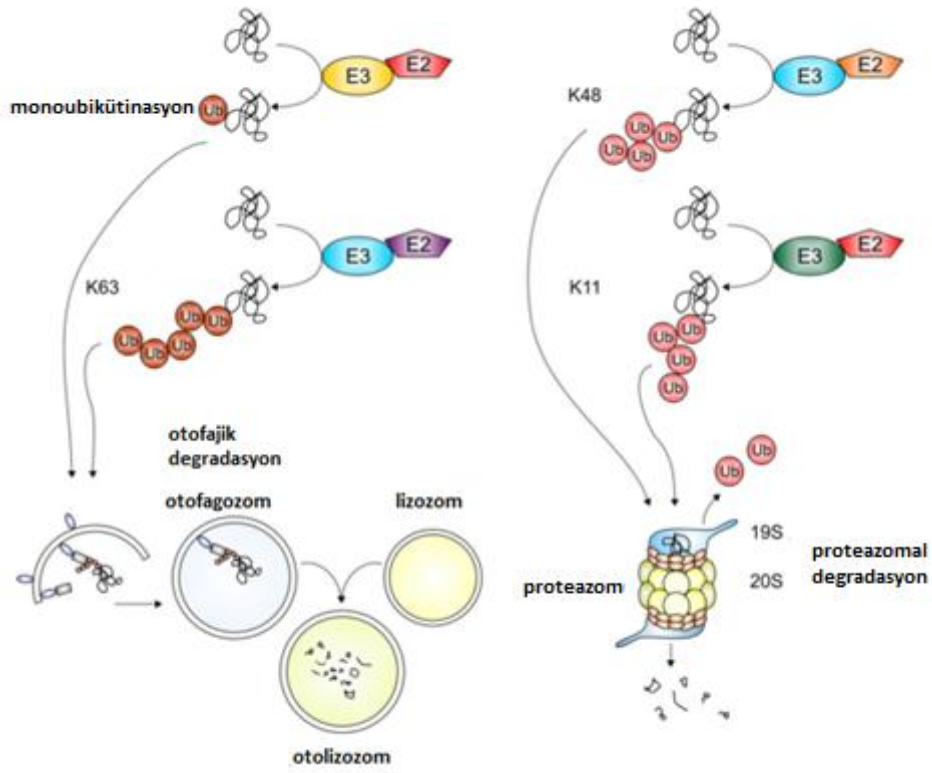 E3
E2
monoubikütinasyon
Ub
E3
E2
K63
Ub
Ub
Ub
Ub
Ub
otofajik
degradasyon
otofagozom
lizozom
otolizozom
E3
E2
K48
Ub
Ub
Ub
Ub
E3
E2
K11
Ub
Ub
Ub
Ub
Ub
Ub
19S
20S
proteazom
proteazomal
degradasyon